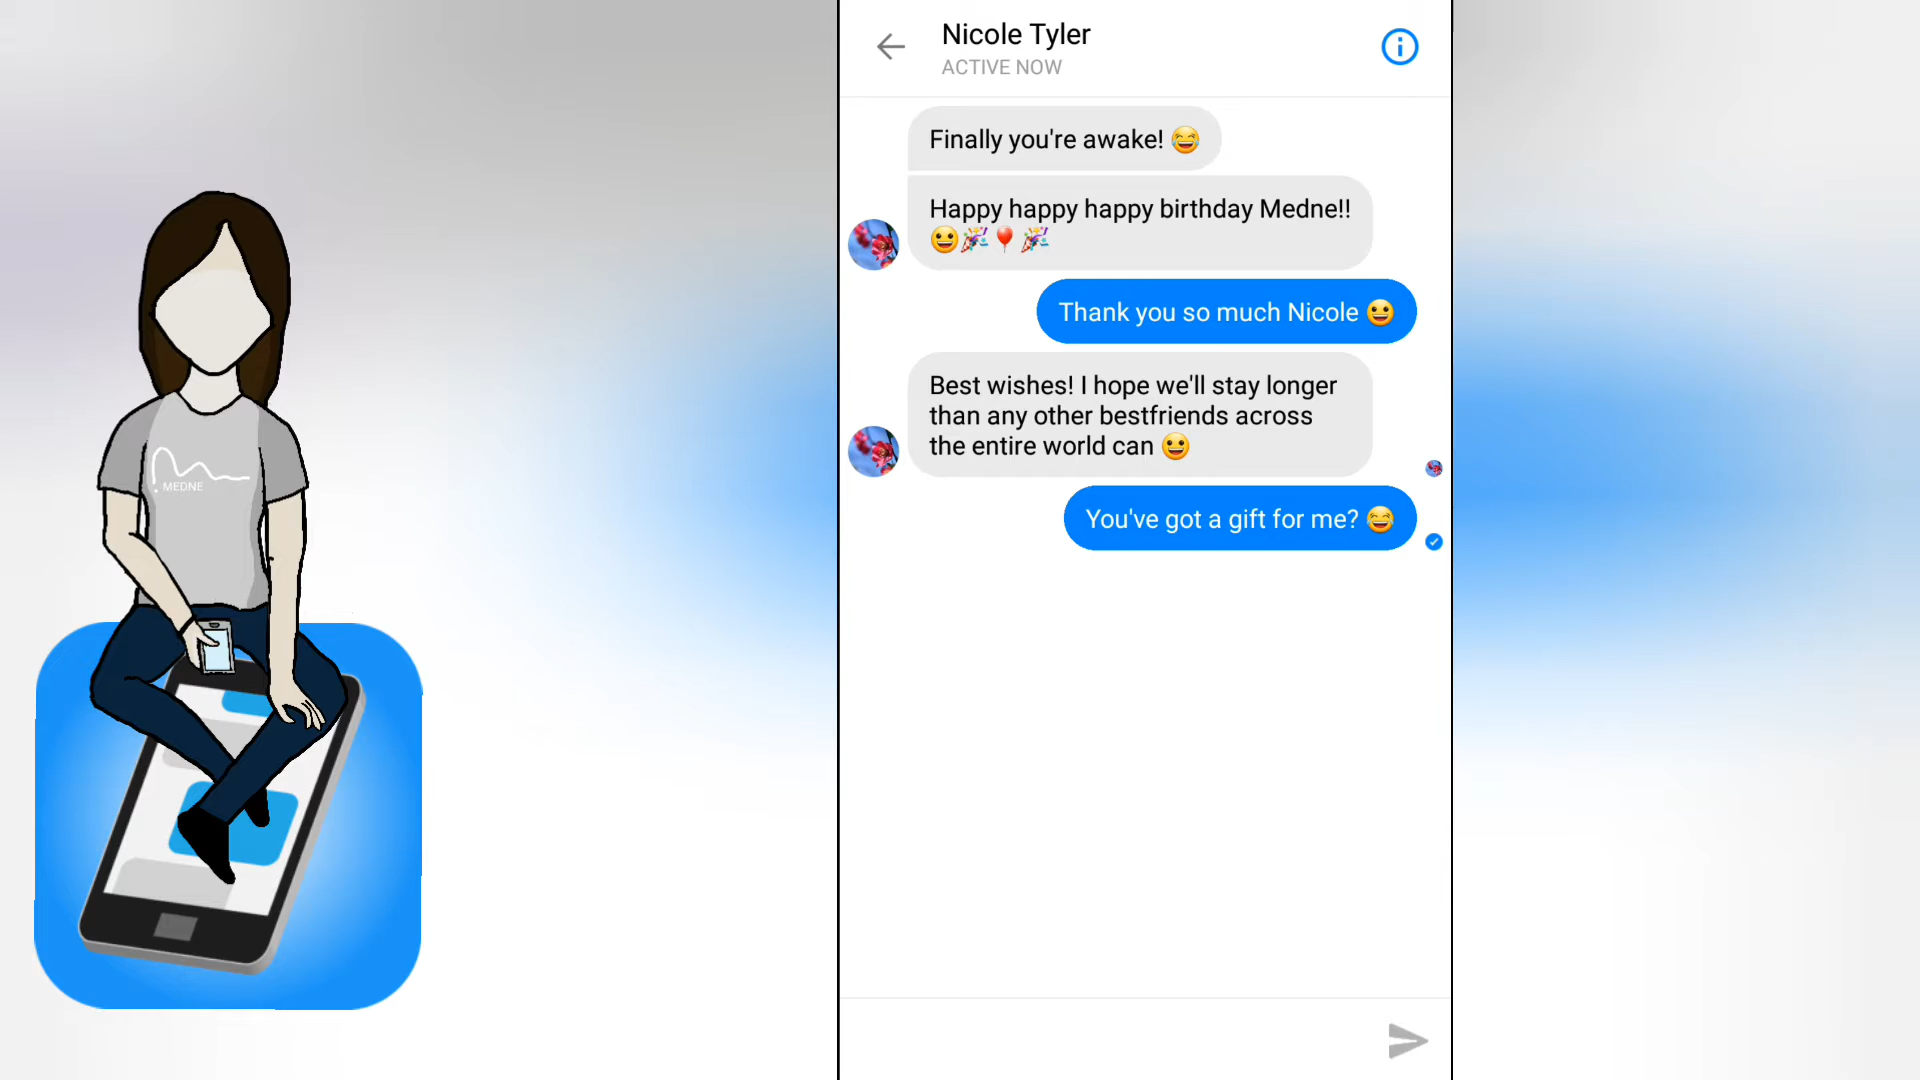 Nicole Tyler
ACTIVE NOW
Finally you're awake! 😂
Happy happy happy birthday Medne!!
😀🎉🎈🎉
Thank you so much Nicole 😀
Best wishes! I hope we'll stay longer
than any other bestfriends across
the entire world can 😀
You've got a gift for me? 😂
MEDNE